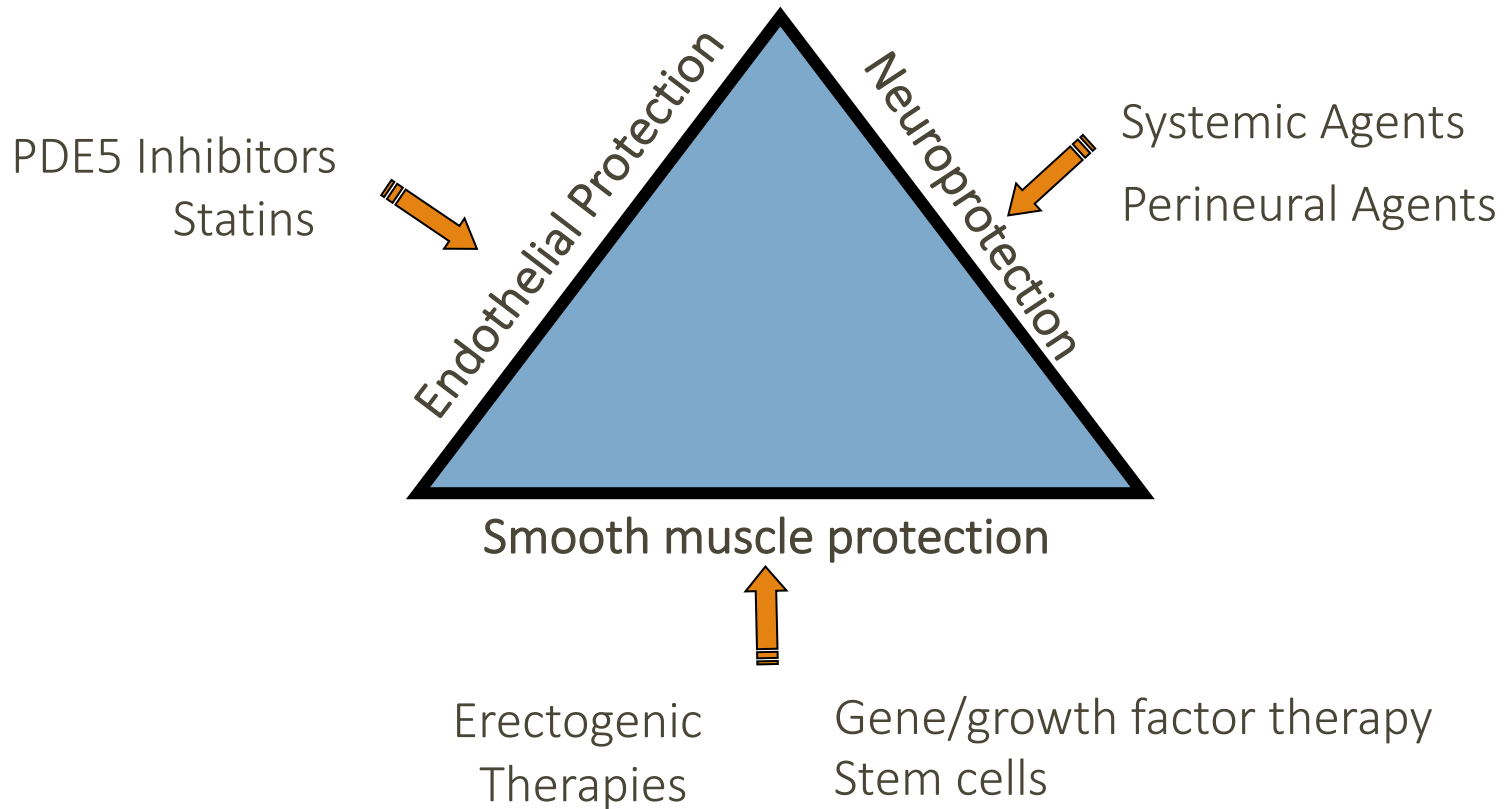 Endothelial Protection
Neuroprotection
PDE5 Inhibitors
Statins
Systemic Agents
Perineural Agents
Smooth muscle protection
Erectogenic
Therapies
Gene/growth factor therapy
Stem cells